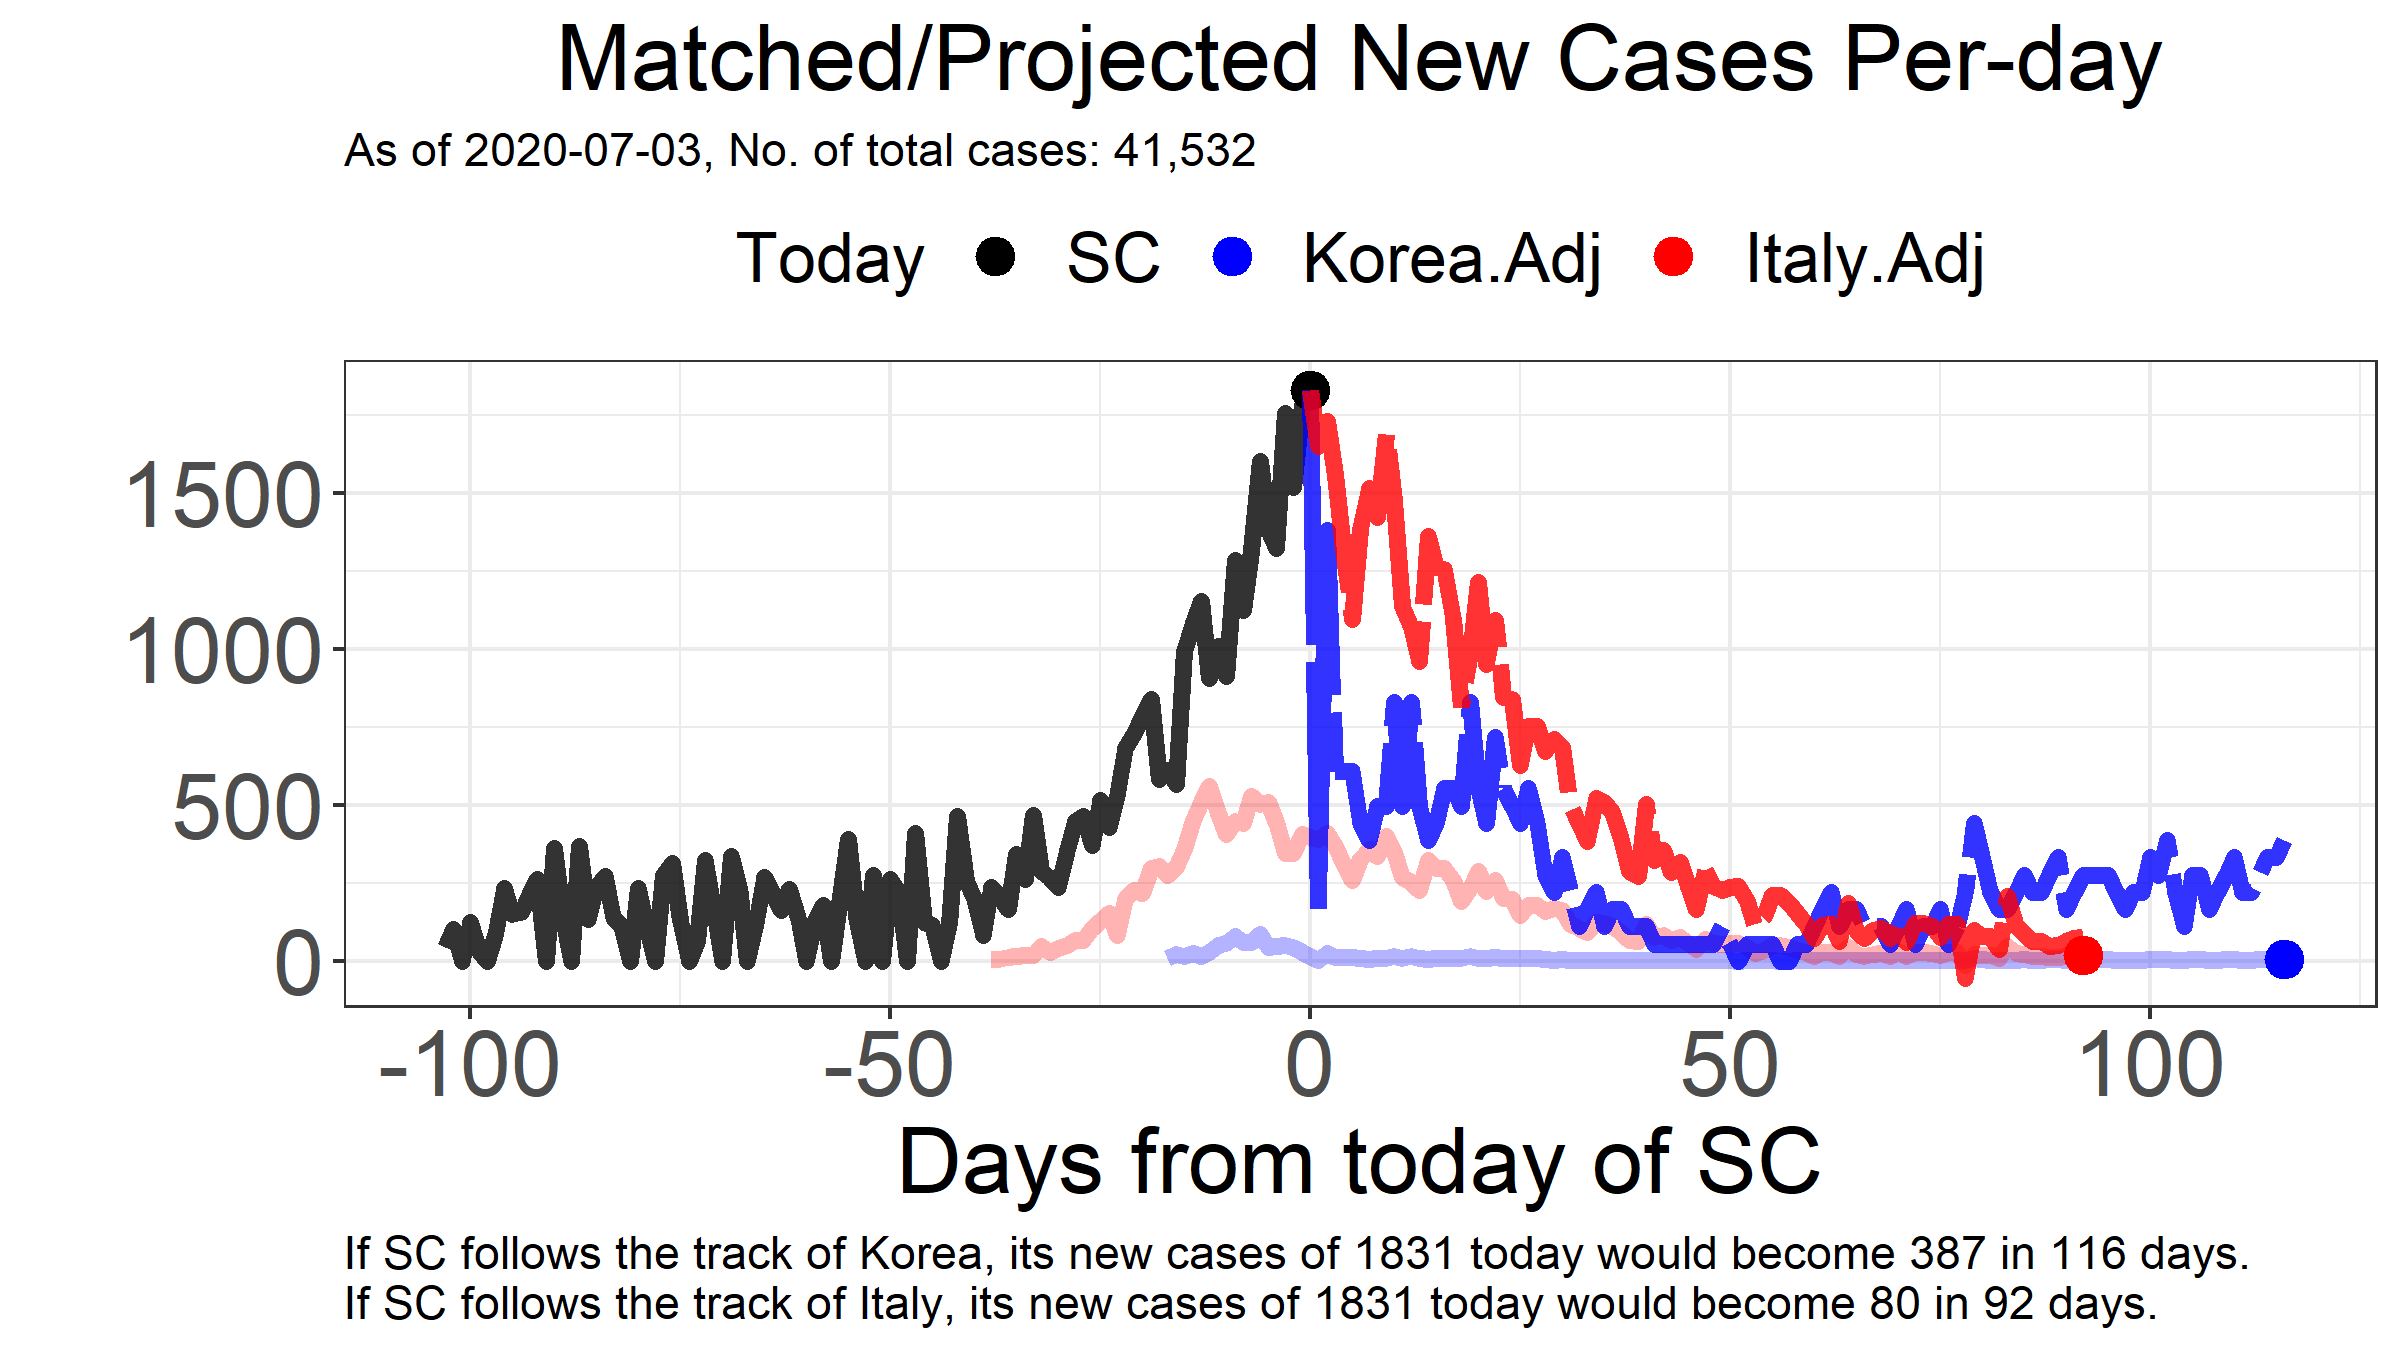 Matched/Projected New Cases Per-day
As of 2020-07-03, No. of total cases: 41,532
Today SC Korea.Adj Italy.Adj
1500
1000
500
0
-100 -50 0 50 100
Days from today of SC
If SC follows the track of Korea, its new cases of 1831 today would become 387 in 116 days.
If SC follows the track of Italy, its new cases of 1831 today would become 80 in 92 days.